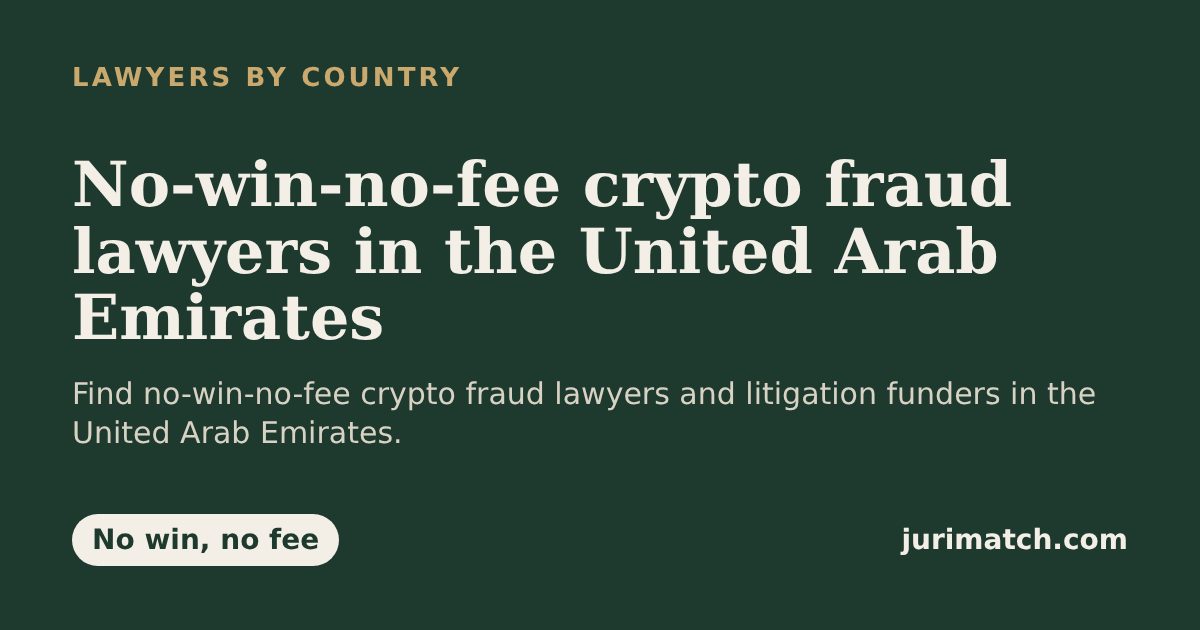 LAWYERS BY COUNTRY
No-win-no-fee crypto fraud
lawyers in the United Arab
Emirates
Find no-win-no-fee crypto fraud lawyers and litigation funders in the
United Arab Emirates.
No win, no fee
jurimatch.com